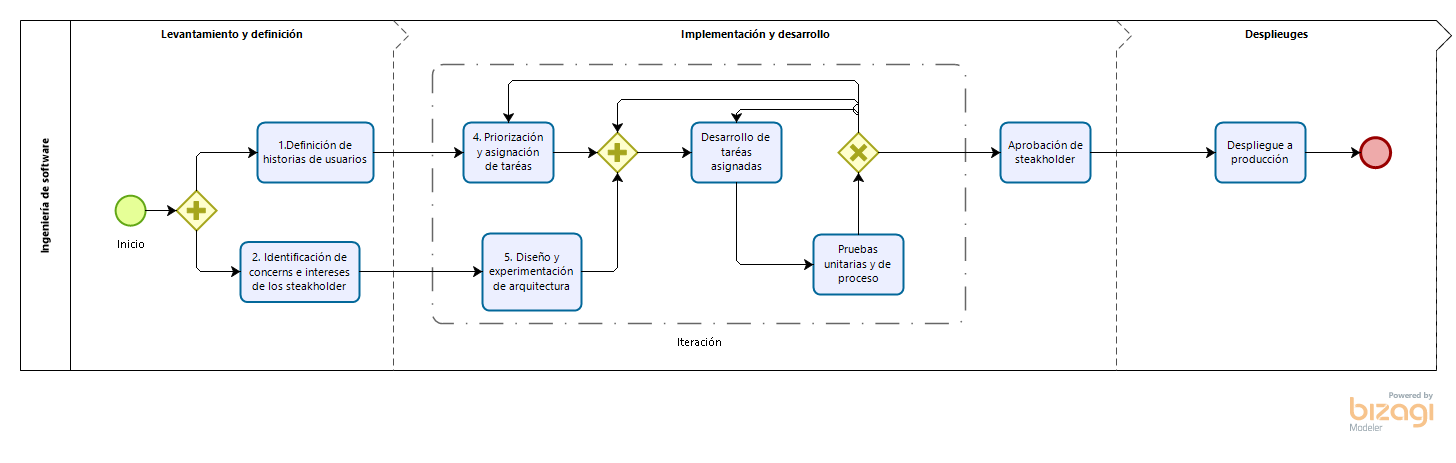 Ingeniería de software
Levantamiento y definición
Implementación y desarrollo
Desplieuges
Inicio
1.Definición de
historias de usuarios
2. Identificación de
concerns e intereses
de los steakholder
4. Priorización
y asignación
de taréas
5. Diseño y
experimentación
de arquitectura
Desarrollo de
taréas
asignadas
Pruebas
unitarias y de
proceso
Iteración
Aprobación de
steakholder
Despliegue a
producción
Powered by
bizagi
Modeler